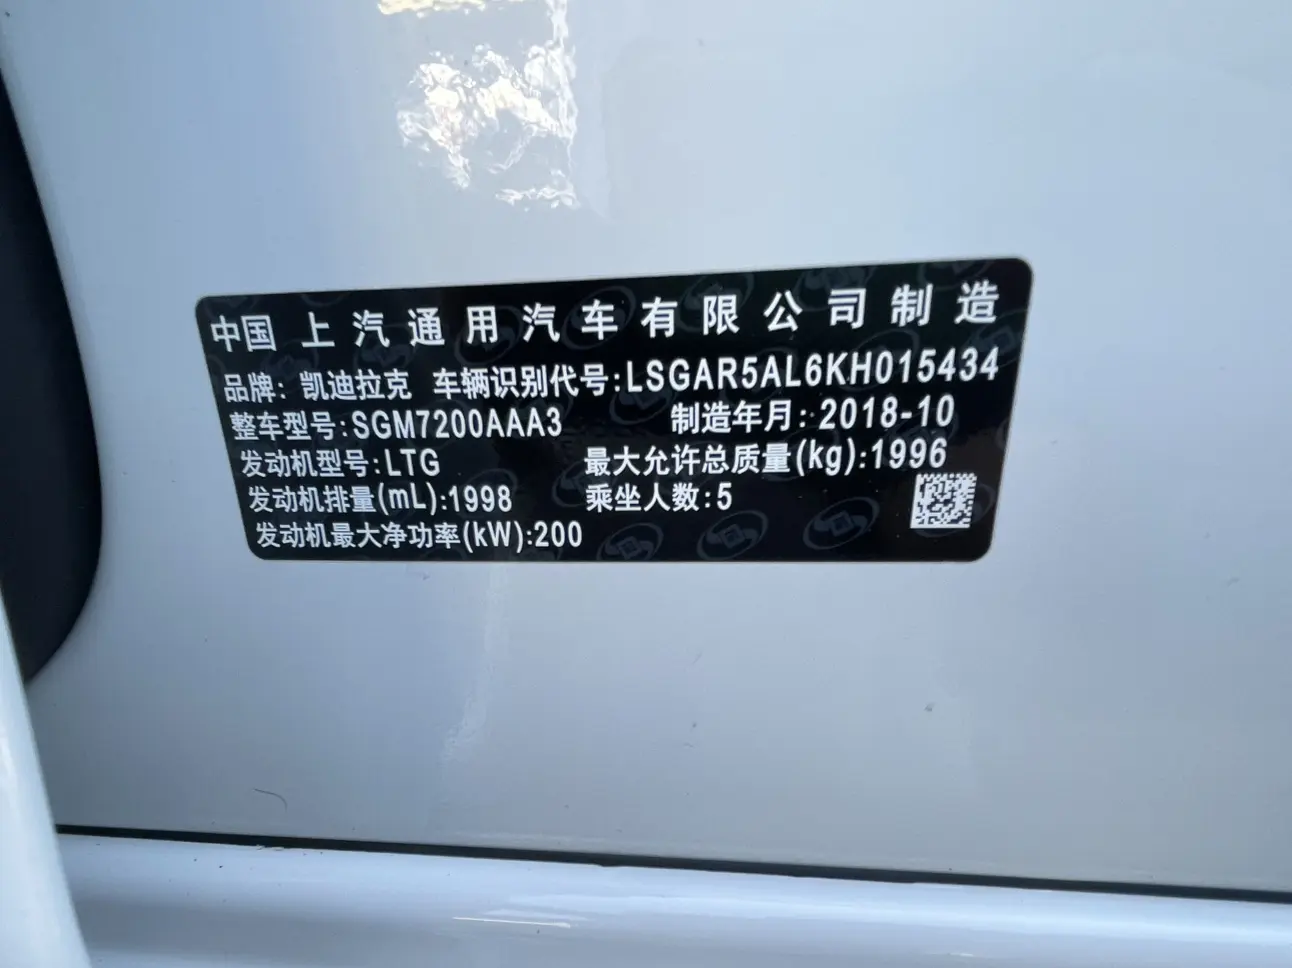 中国 上汽通用汽车有限公司制造
品牌: 凯迪拉克 车辆识别代号:LSGAR5AL6KH015434
整车型号:SGM7200AAA3 制造年月: 2018-10
发动机型号:LTG 最大允许总质量(kg):1996
发动机排量(mL):1998 乘坐人数:5
发动机最大净功率(kW):200